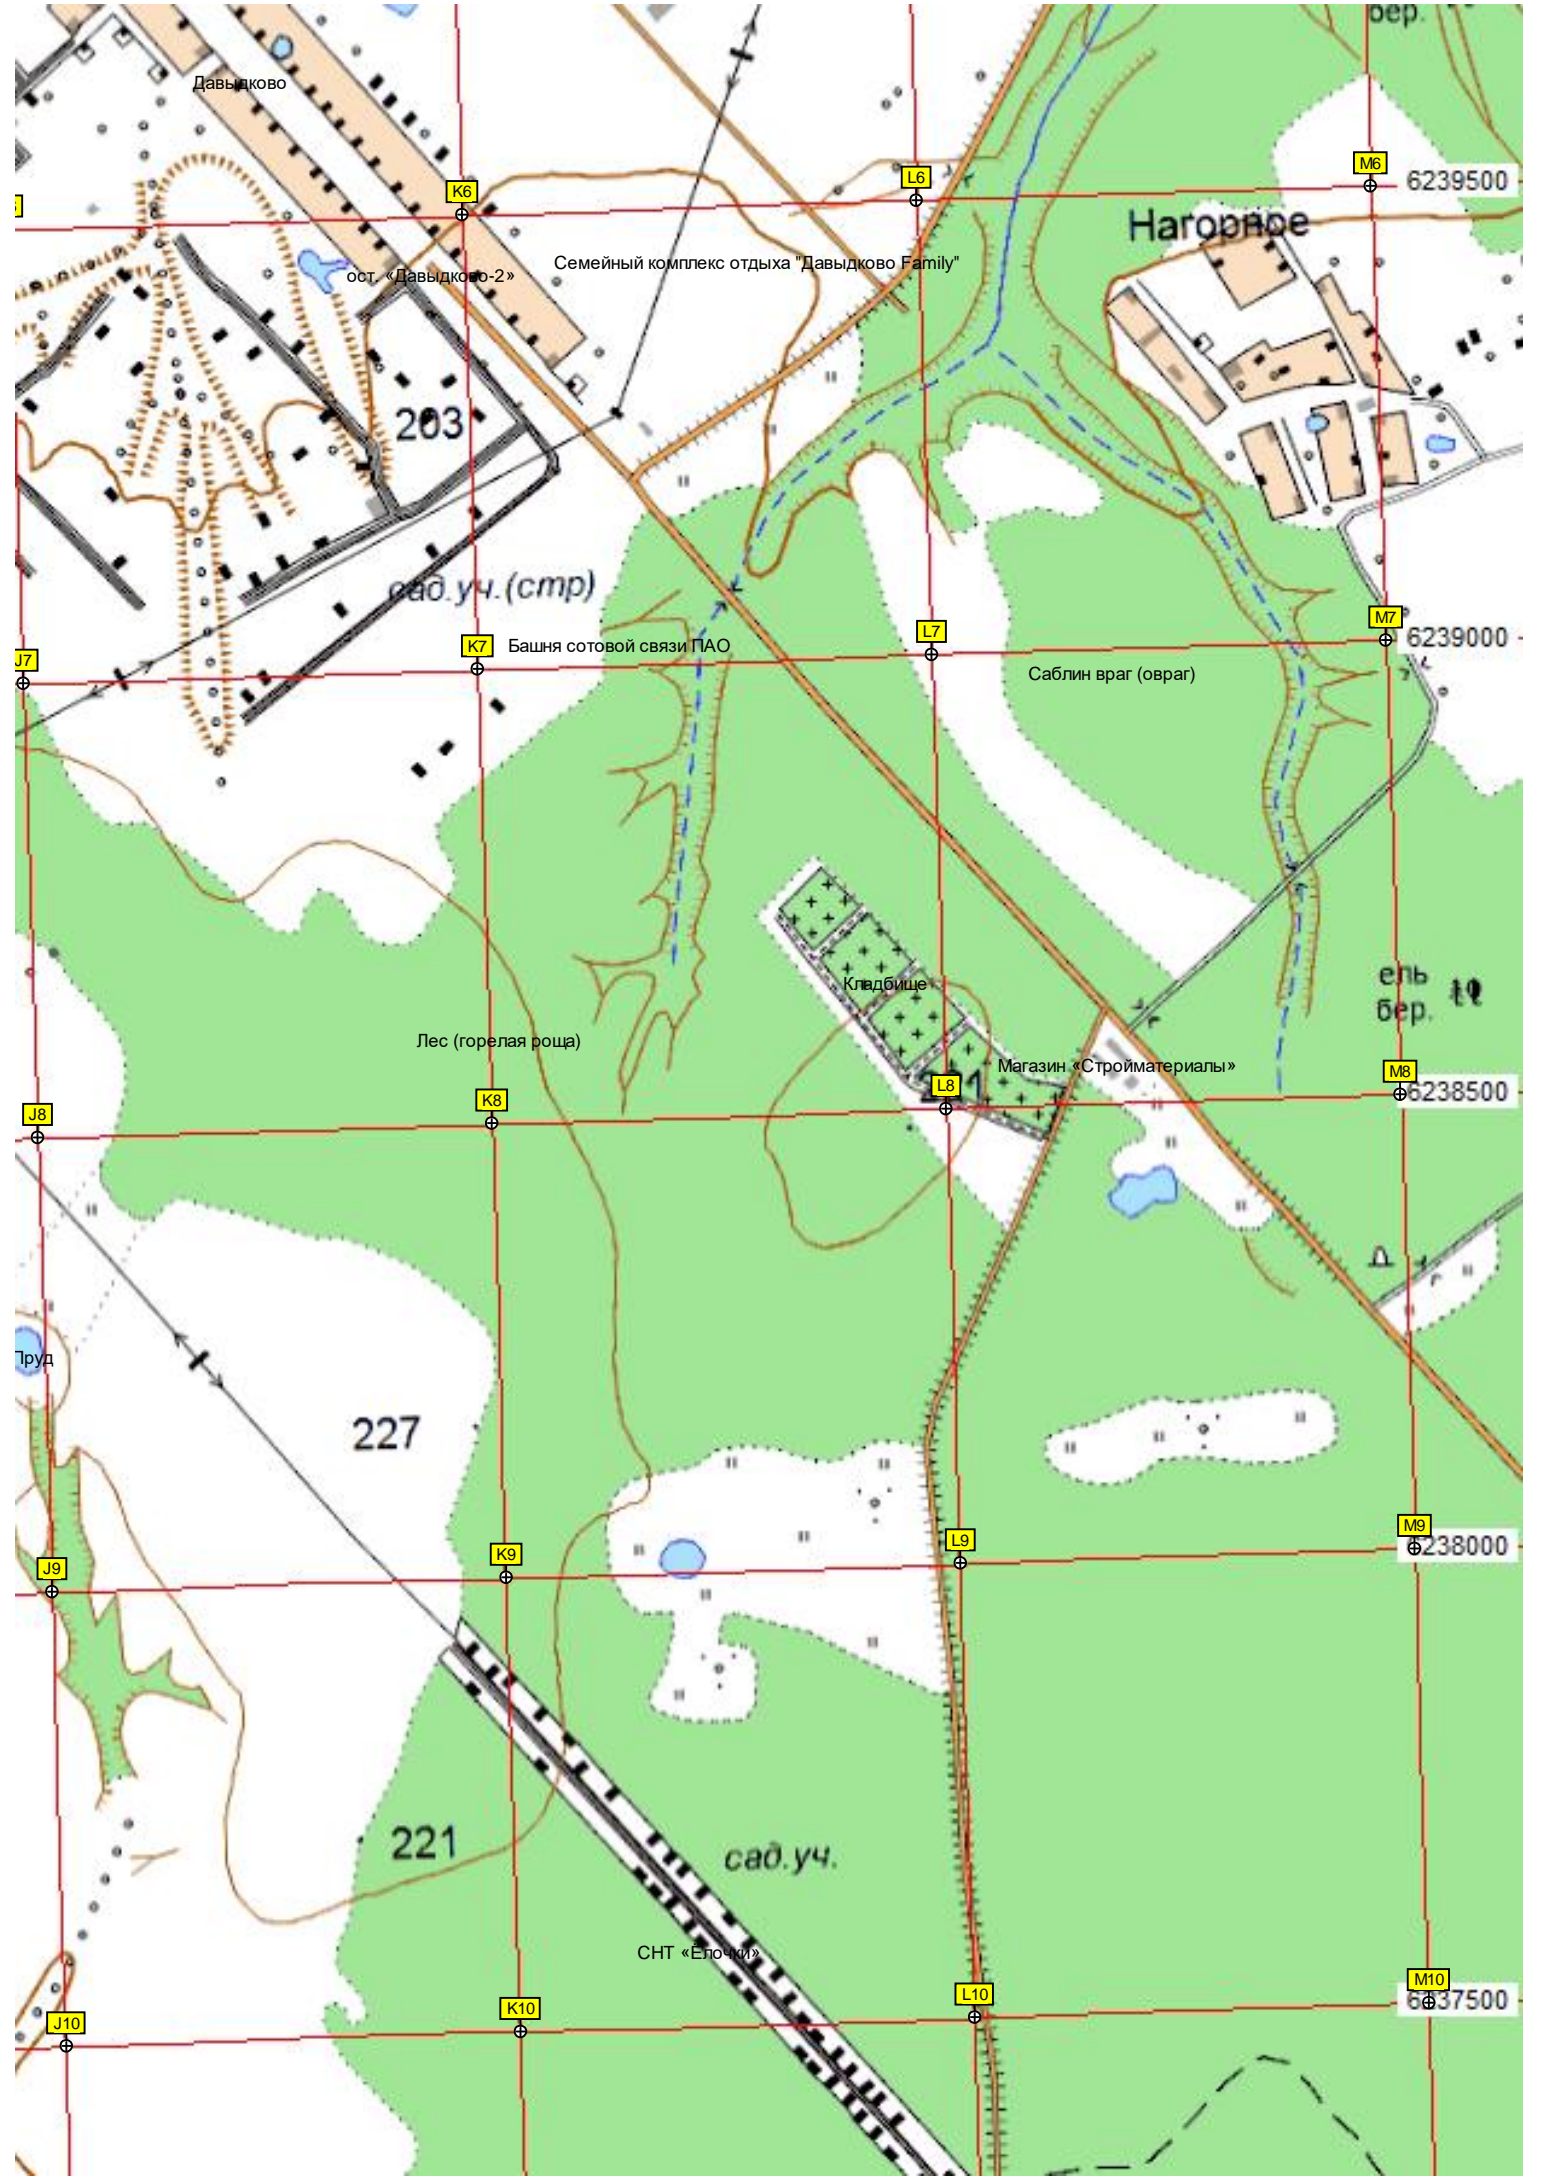 бер.
Давыдково
M6
L6
K6
6239500
Нагорное
Семейный комплекс отдыха "Давыдково Family"
ост. «Давыдково-2»
203
сад.уч.(стр)
M7
L7
K7
J7
6239000
Башня сотовой связи ПАО
Саблин враг (овраг)
ель
бер.
Кладбище
Лес (горелая роща)
Магазин «Стройматериалы»
M8
L8
K8
J8
6238500
Пруд
227
M9
L9
K9
J9
6238000
221
сад.уч.
СНТ «Ёлочки»
M10
L10
K10
J10
6237500